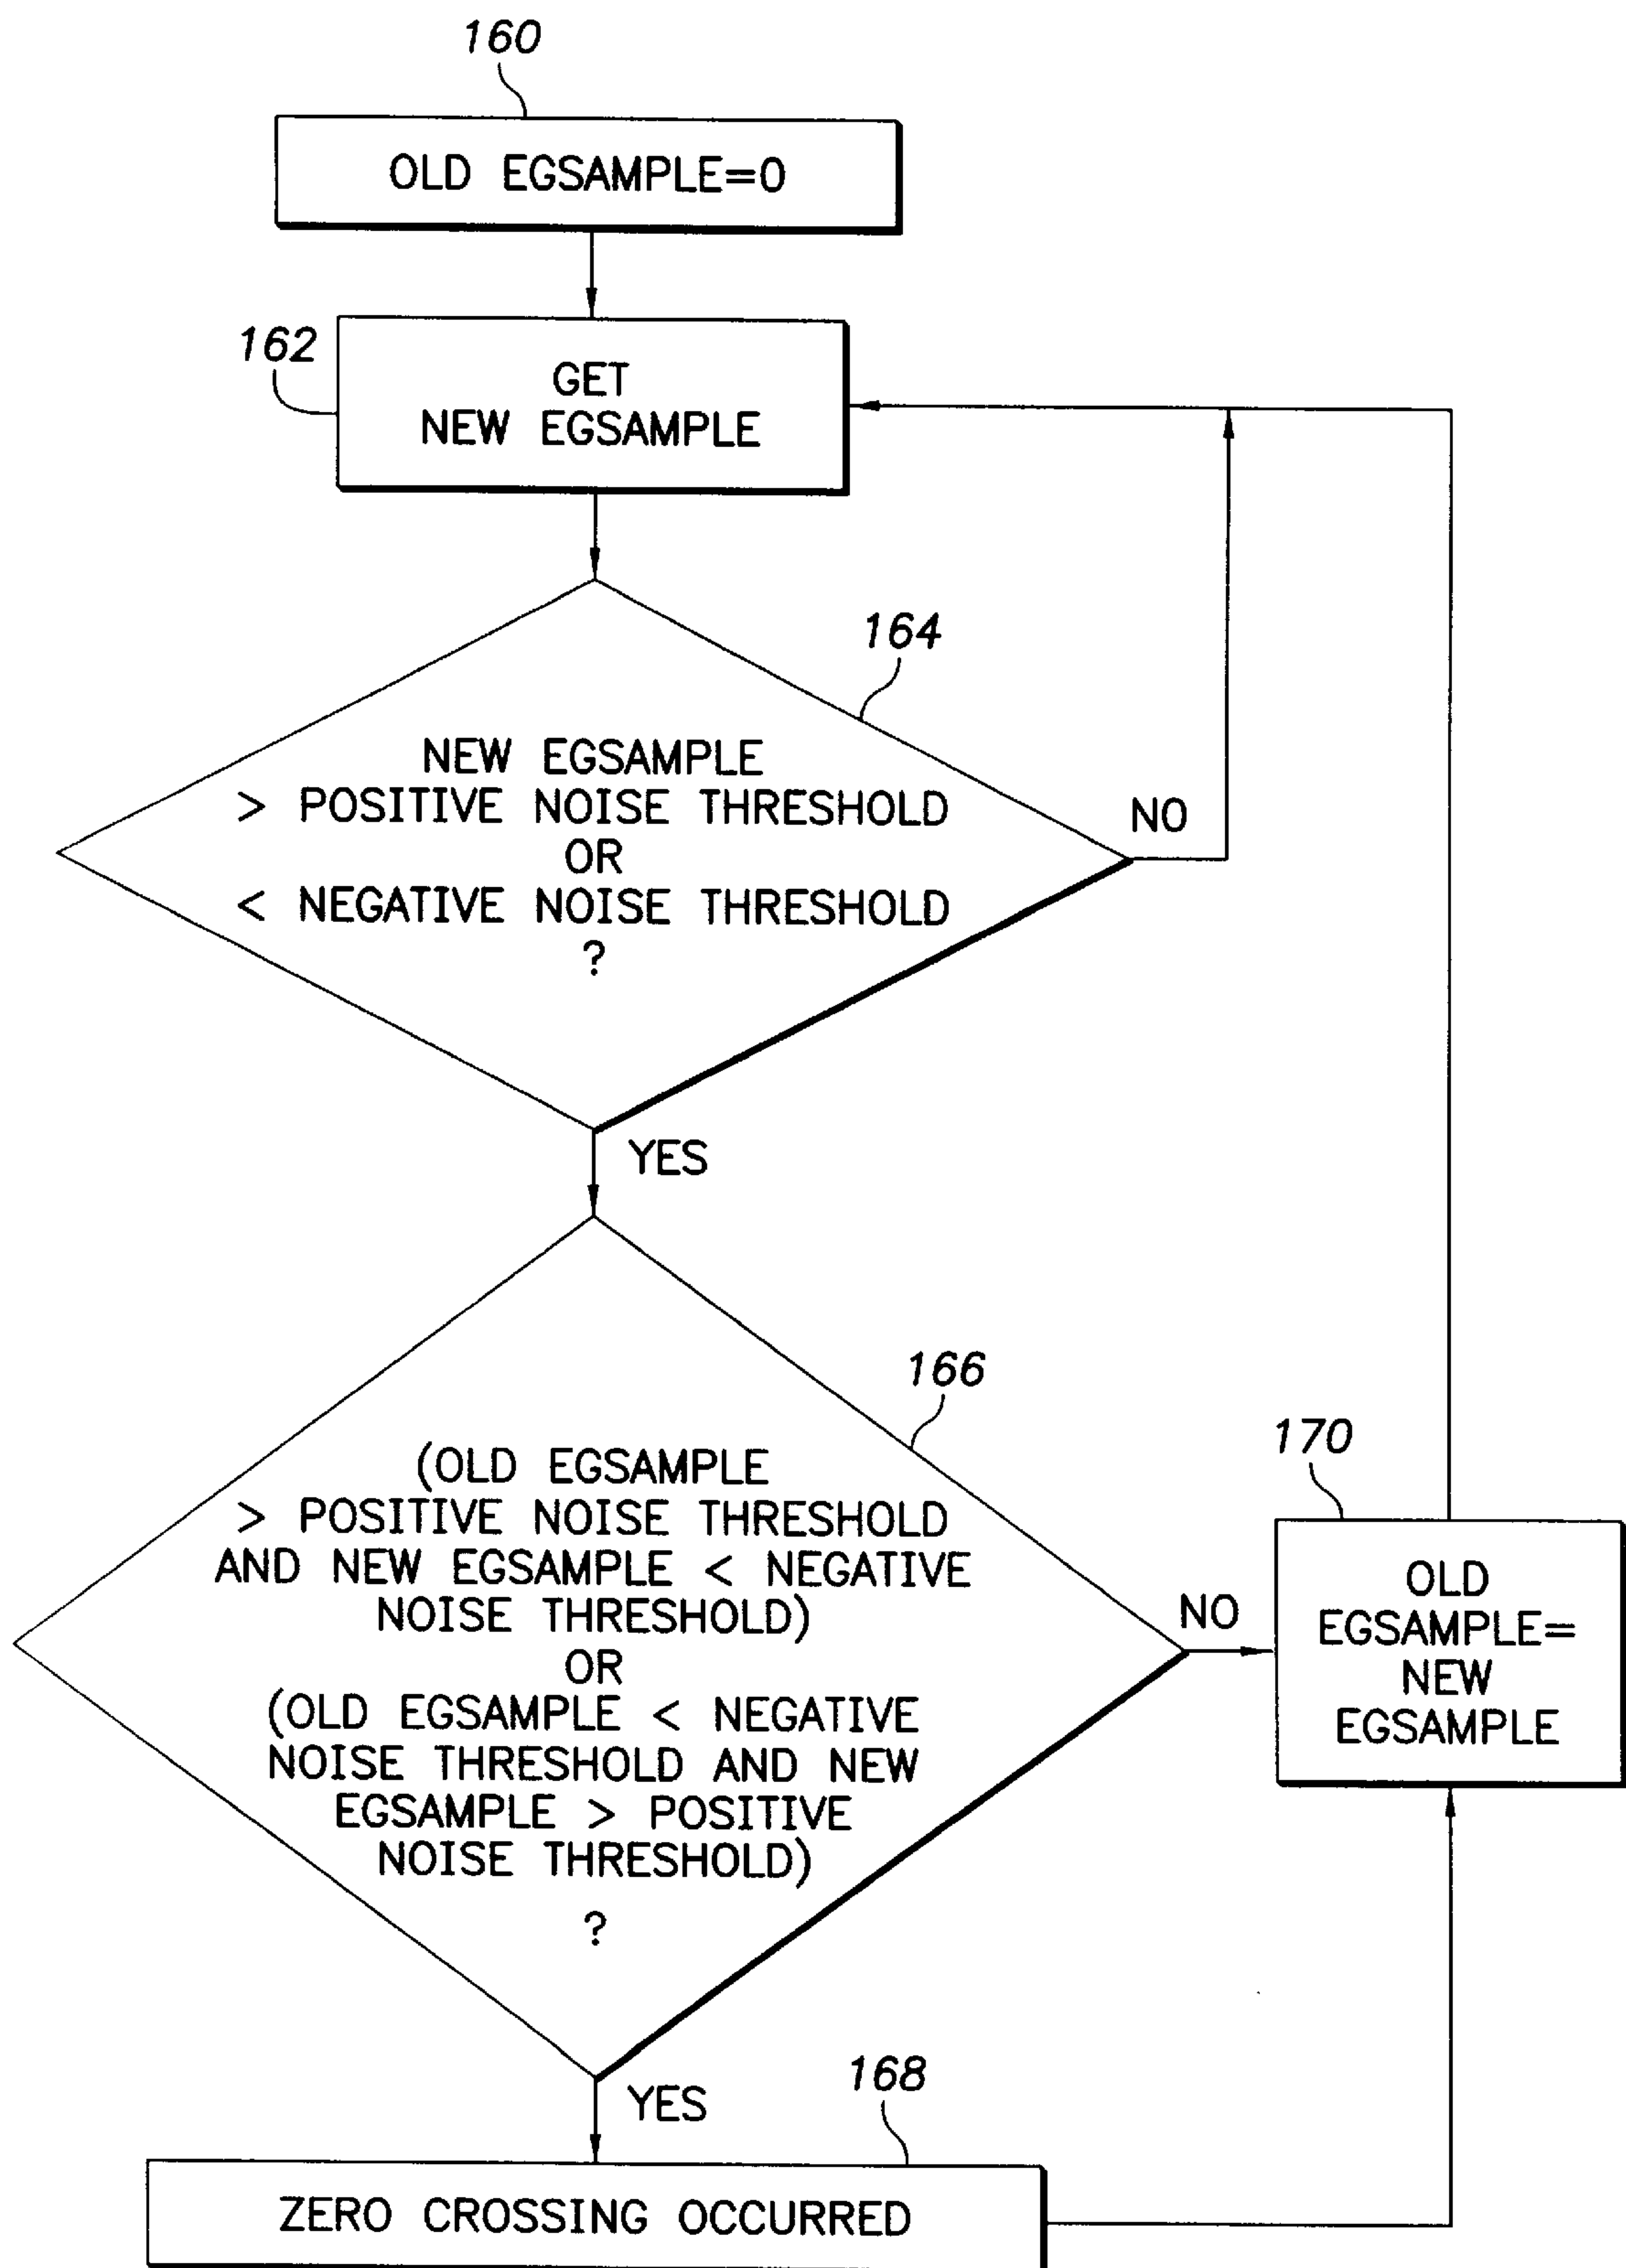 160
OLD EGSAMPLE=0
162
GET
NEW EGSAMPLE
164
NEW EGSAMPLE
> POSITIVE NOISE THRESHOLD
OR
< NEGATIVE NOISE THRESHOLD
?
NO
YES
166
(OLD EGSAMPLE
> POSITIVE NOISE THRESHOLD
AND NEW EGSAMPLE < NEGATIVE
NOISE THRESHOLD)
OR
(OLD EGSAMPLE < NEGATIVE
NOISE THRESHOLD AND NEW
EGSAMPLE > POSITIVE
NOISE THRESHOLD)
?
NO
170
OLD
EGSAMPLE=
NEW
EGSAMPLE
YES
168
ZERO CROSSING OCCURRED